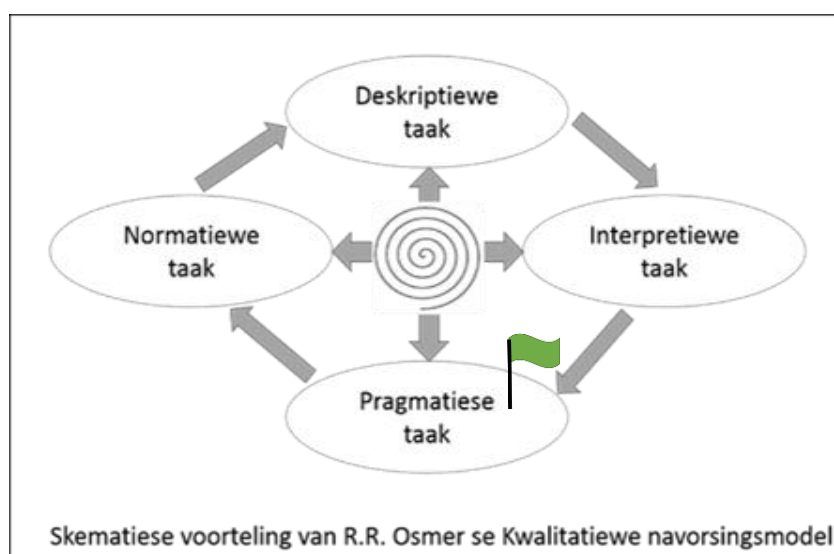 Deskriptiewe
taak
Normatiewe
taak
Interpretiewe
taak
Pragmatiese
taak
Skematiese voorteling van R.R. Osmer se Kwalitatiewe navorsingsmodel